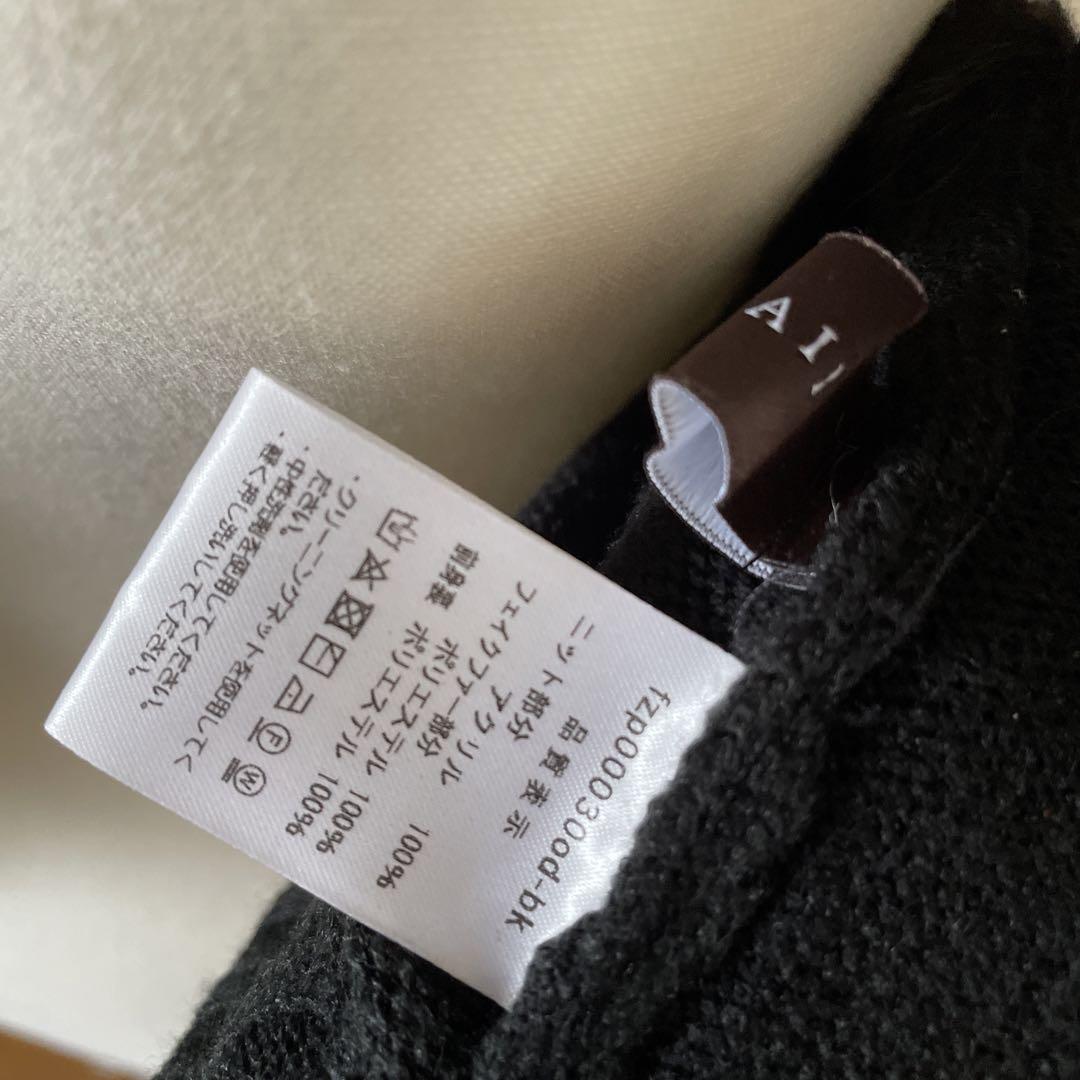 AI
fzp000030od-bk
品質表示
ニット部分
アクリル 100%
フェイクファー部分
ポリエステル 100%
前身裏 ポリエステル 100%
F
W
・クリーニングネットを使用して く
ださい。
・中性洗剤を使用してください。
・軽く押し洗いしてください。